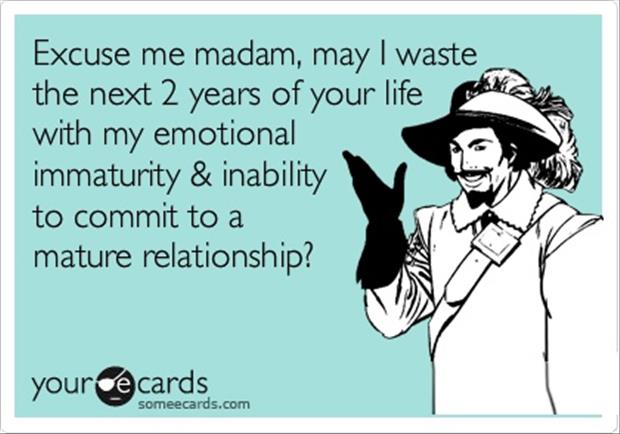 Excuse me madam, may I waste
the next 2 years of your life
with my emotional
immaturity & inability
to commit to a
mature relationship?
your e cards
someecards.com